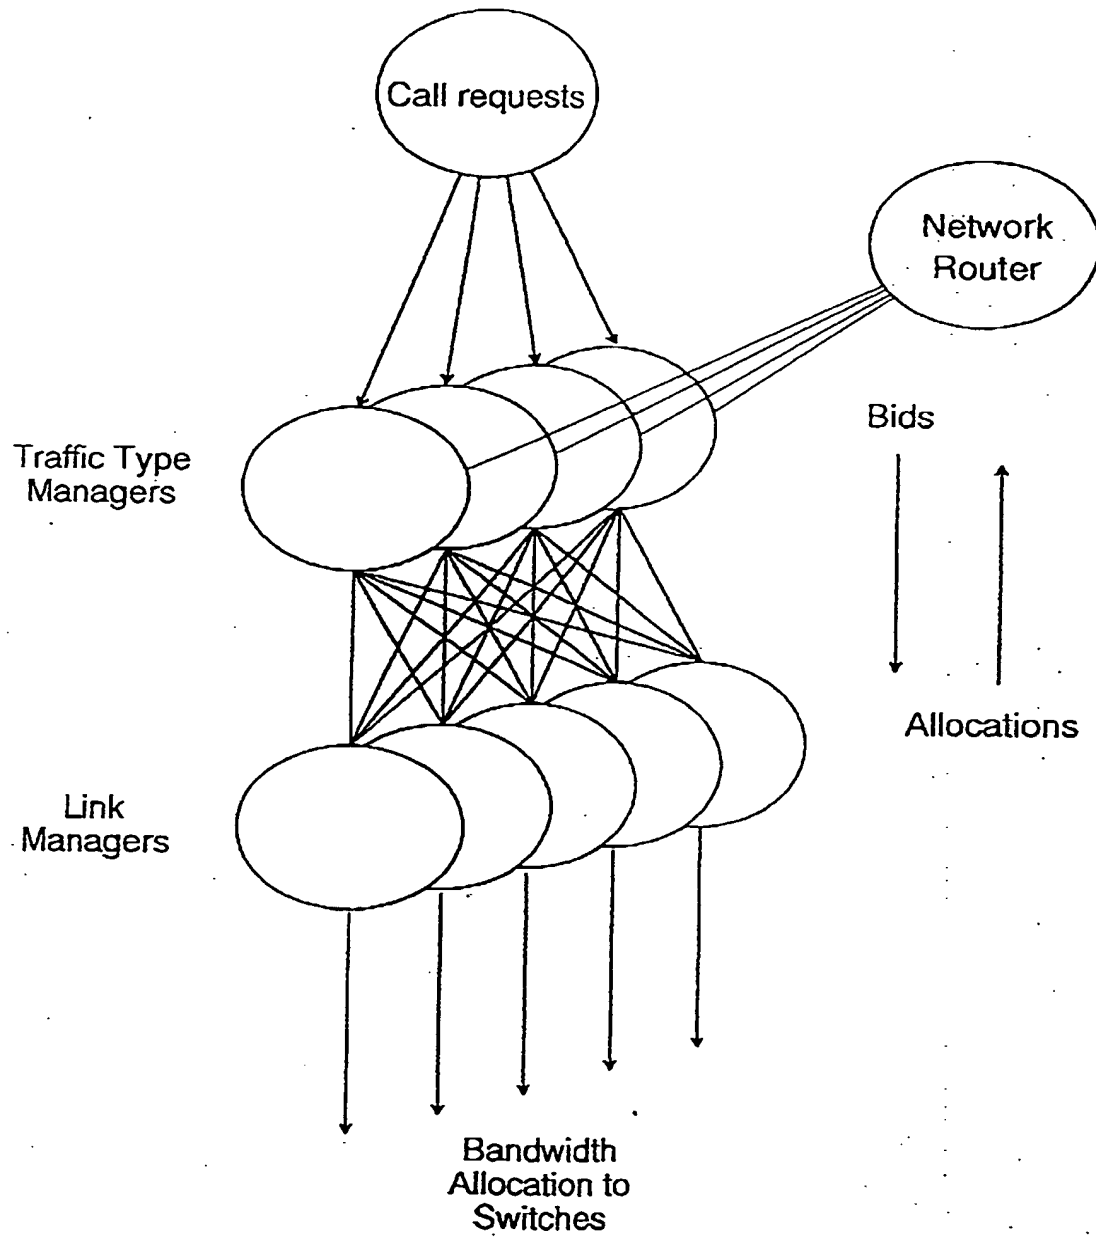 Call requests
Network
Router
Bids
Traffic Type
Managers
Allocations
Link
Managers
Bandwidth
Allocation to
Switches